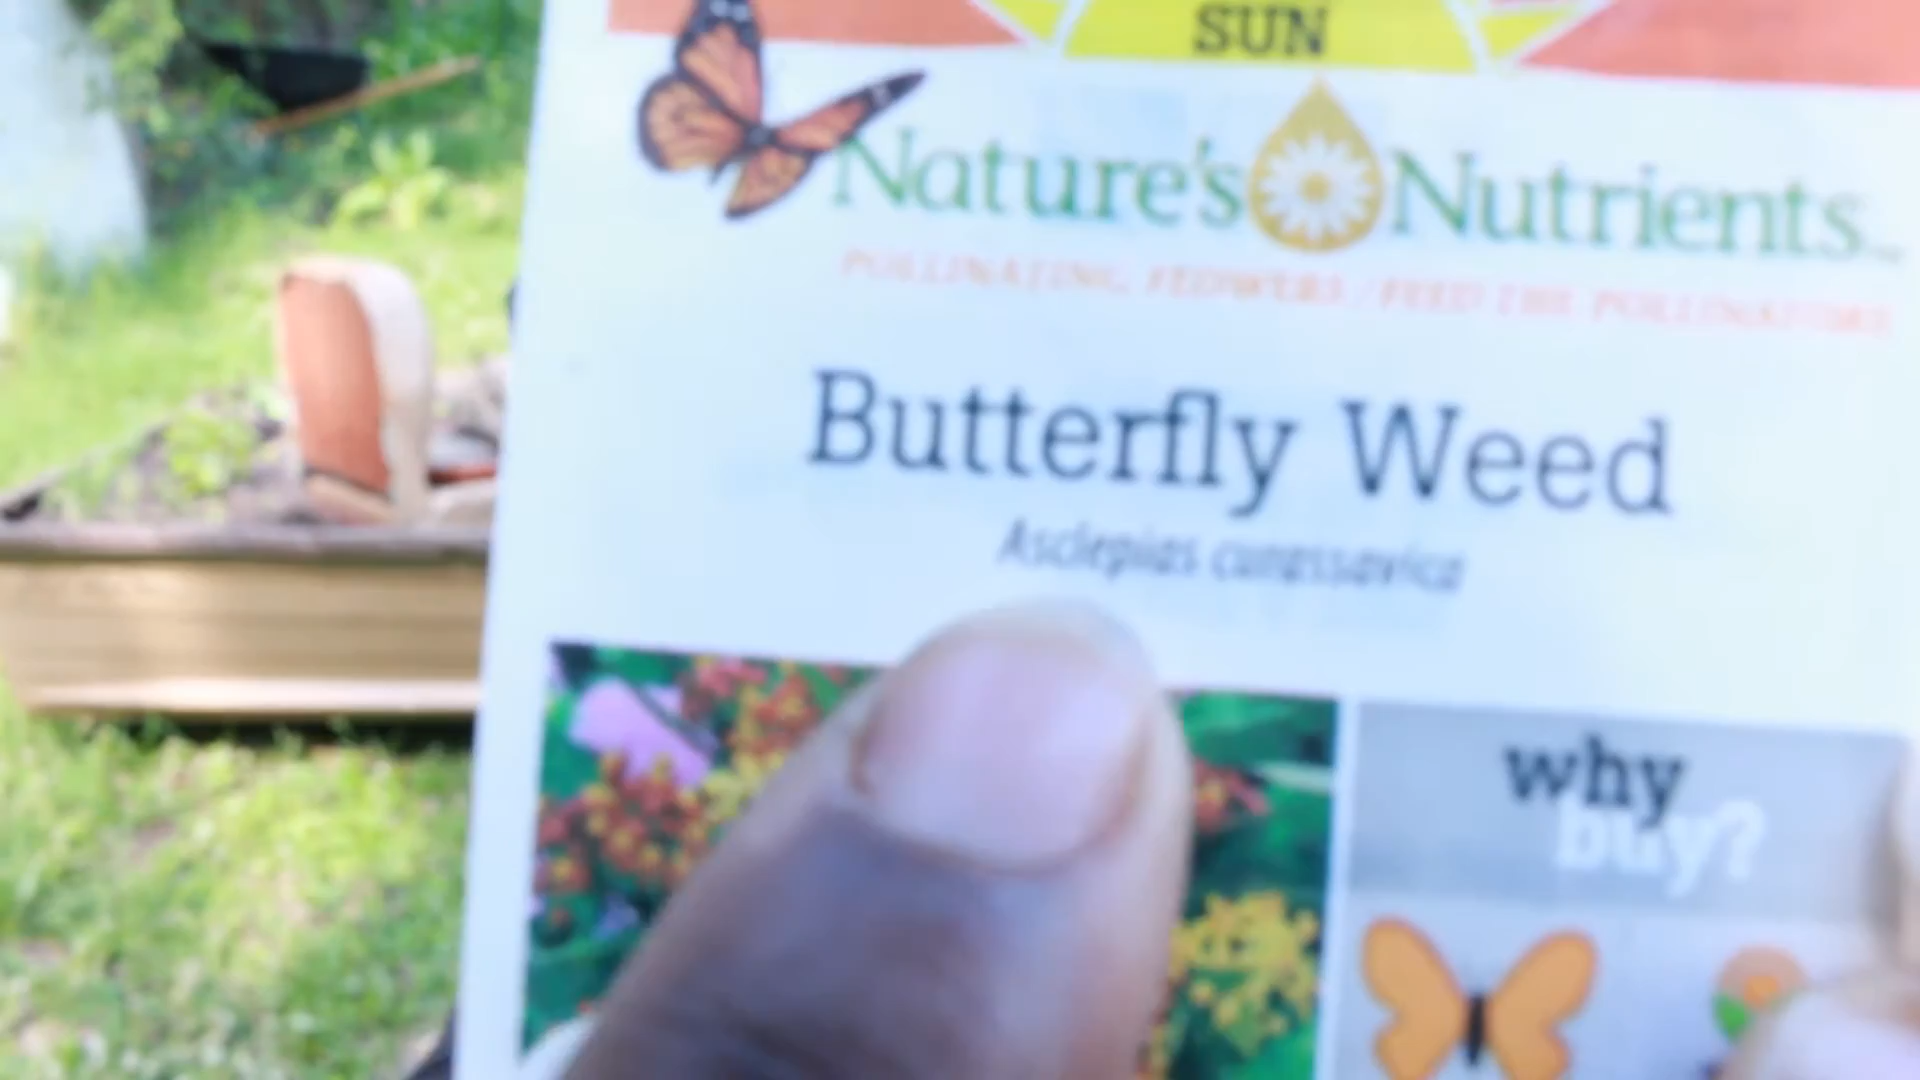 SUN
Nature's Nutrients
Butterfly Weed
Asclepias curassavica
why
buy?